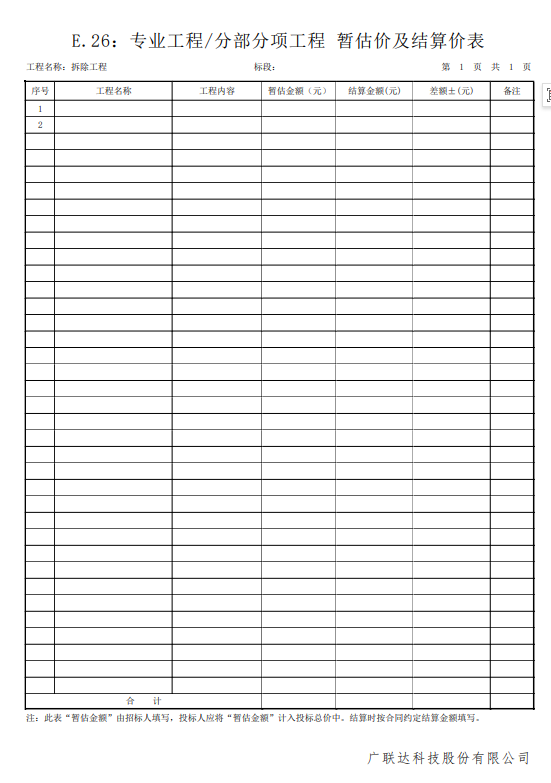 E.26: 专业工程/分部分项工程 暂估价及结算价表
工程名称: 拆除工程 标段: 第 1 页 共 1 页
序号 工程名称 工程内容 暂估金额（元） 结算金额(元) 差额±(元) 备注
1
2
合 计
注: 此表“暂估金额”由招标人填写，投标人应将“暂估金额”计入投标总价中。结算时按合同约定结算金额填写。
广联达科技股份有限公司